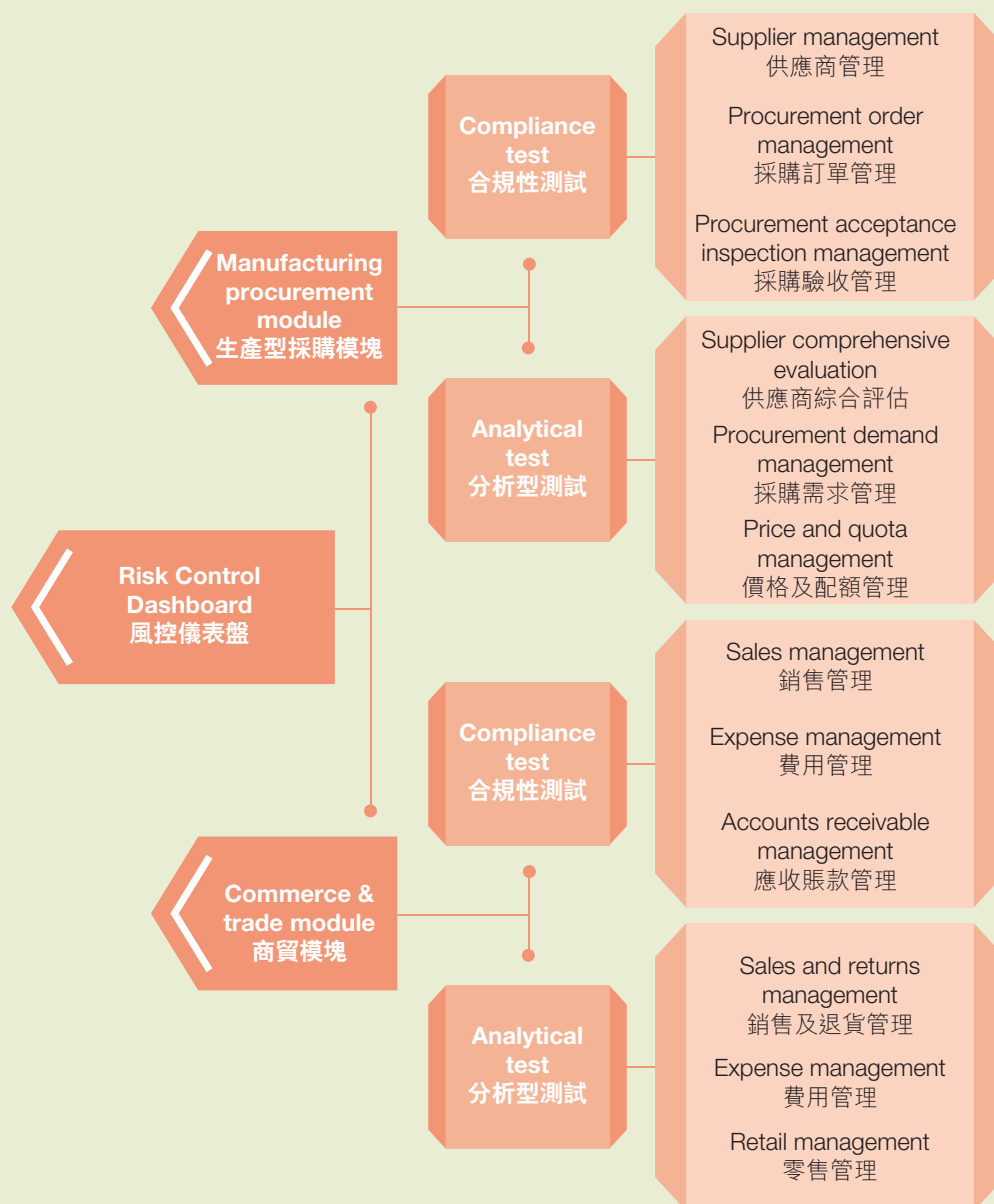 Risk Control
Dashboard
風控儀表盤
Manufacturing
procurement
module
生產型採購模塊
Compliance
test
合規性測試
Supplier management
供應商管理
Procurement order
management
採購訂單管理
Procurement acceptance
inspection management
採購驗收管理
Analytical
test
分析型測試
Supplier comprehensive
evaluation
供應商綜合評估
Procurement demand
management
採購需求管理
Price and quota
management
價格及配額管理
Commerce &
trade module
商貿模塊
Compliance
test
合規性測試
Sales management
銷售管理
Expense management
費用管理
Accounts receivable
management
應收賬款管理
Analytical
test
分析型測試
Sales and returns
management
銷售及退貨管理
Expense management
費用管理
Retail management
零售管理